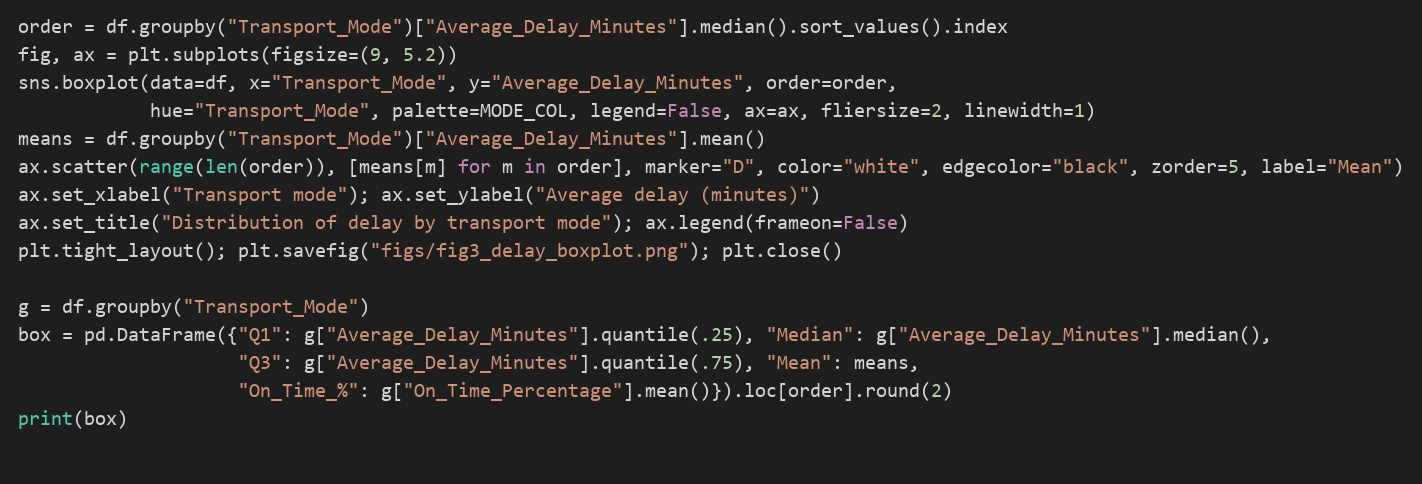 order = df.groupby("Transport_Mode")["Average_Delay_Minutes"].median().sort_values().index
fig, ax = plt.subplots(figsize=(9, 5.2))
sns.boxplot(data=df, x="Transport_Mode", y="Average_Delay_Minutes", order=order,
            hue="Transport_Mode", palette=MODE_COL, legend=False, ax=ax, fliersize=2, linewidth=1)
means = df.groupby("Transport_Mode")["Average_Delay_Minutes"].mean()
ax.scatter(range(len(order)), [means[m] for m in order], marker="D", color="white", edgecolor="black", zorder=5, label="Mean")
ax.set_xlabel("Transport mode"); ax.set_ylabel("Average delay (minutes)")
ax.set_title("Distribution of delay by transport mode"); ax.legend(frameon=False)
plt.tight_layout(); plt.savefig("figs/fig3_delay_boxplot.png"); plt.close()

g = df.groupby("Transport_Mode")
box = pd.DataFrame({"Q1": g["Average_Delay_Minutes"].quantile(.25), "Median": g["Average_Delay_Minutes"].median(),
                    "Q3": g["Average_Delay_Minutes"].quantile(.75), "Mean": means,
                    "On_Time_%": g["On_Time_Percentage"].mean()}).loc[order].round(2)
print(box)